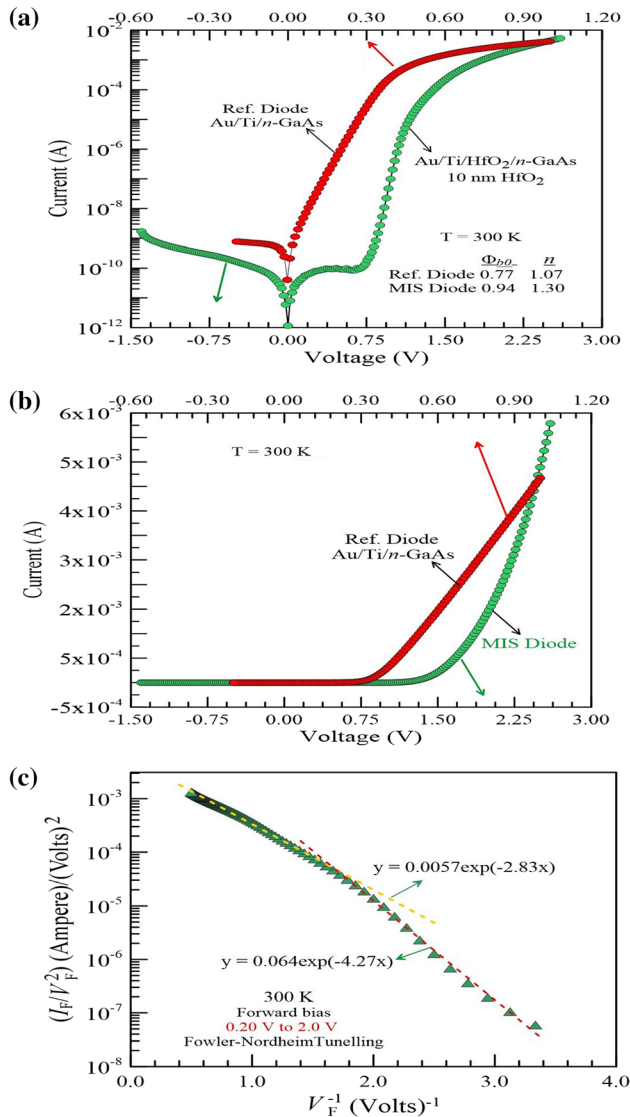 (a)
-0.60 -0.30 0.00 0.30 0.60 0.90 1.20
10-2
10-4
10-6
10-8
10-10
10-12
Current (A)
Ref. Diode
Au/Ti/n-GaAs
Au/Ti/HfO2/n-GaAs
10 nm HfO2
T = 300 K
Φb0 n
Ref. Diode 0.77 1.07
MIS Diode 0.94 1.30
-1.50 -0.75 0.00 0.75 1.50 2.25 3.00
Voltage (V)
(b)
-0.60 -0.30 0.00 0.30 0.60 0.90 1.20
6x10-3
5x10-3
4x10-3
3x10-3
2x10-3
5x10-4
-5x10-4
Current (A)
T = 300 K
Ref. Diode
Au/Ti/n-GaAs
MIS Diode
-1.50 -0.75 0.00 0.75 1.50 2.25 3.00
Voltage (V)
(c)
10-3
10-4
10-5
10-6
10-7
10-8
(IF/VF2) (Ampere)/(Volts)2
y = 0.0057exp(-2.83x)
y = 0.064exp(-4.27x)
300 K
Forward bias
0.20 V to 2.0 V
Fowler-NordheimTunelling
0.0 1.0 2.0 3.0 4.0
VF-1 (Volts)-1